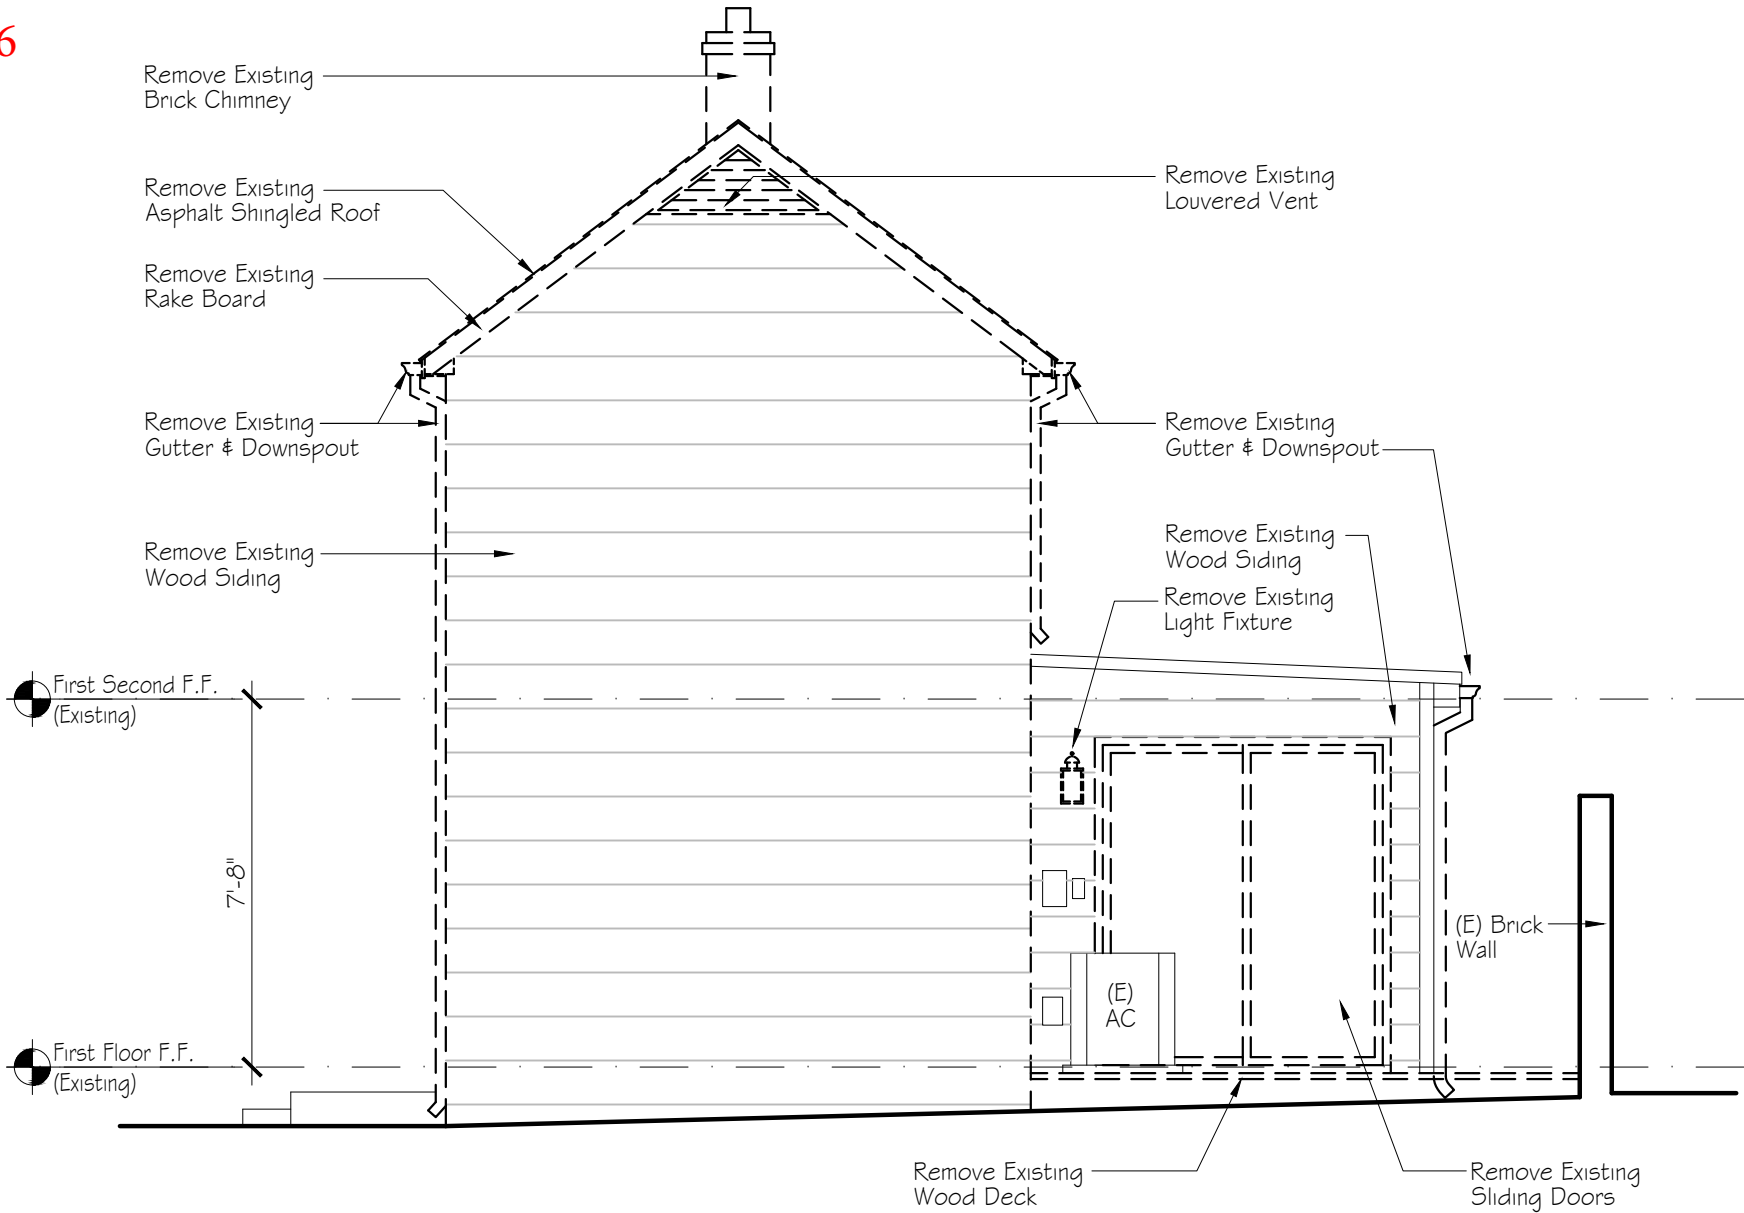 6
Remove Existing
Brick Chimney
Remove Existing
Asphalt Shingled Roof
Remove Existing
Louvered Vent
Remove Existing
Rake Board
Remove Existing
Gutter & Downspout
Remove Existing
Gutter & Downspout
Remove Existing
Wood Siding
Remove Existing
Wood Siding
Remove Existing
Light Fixture
First Second F.F.
(Existing)
7'-8"
(E) Brick
Wall
(E)
AC
First Floor F.F.
(Existing)
Remove Existing
Wood Deck
Remove Existing
Sliding Doors